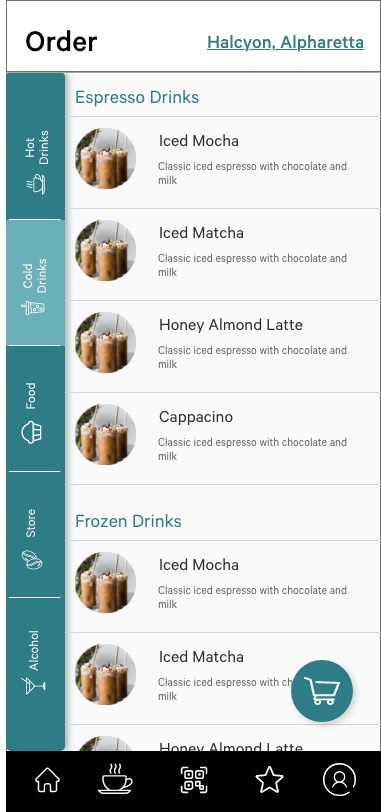 Order
Halcyon, Alpharetta
Hot
Drinks
Cold
Drinks
Food
Store
Alcohol
Espresso Drinks
Iced Mocha
Classic iced espresso with chocolate and
milk
Iced Matcha
Classic iced espresso with chocolate and
milk
Honey Almond Latte
Classic iced espresso with chocolate and
milk
Cappacino
Classic iced espresso with chocolate and
milk
Frozen Drinks
Iced Mocha
Classic iced espresso with chocolate and
milk
Iced Matcha
Classic iced espresso with
milk
Honey Almond Latte